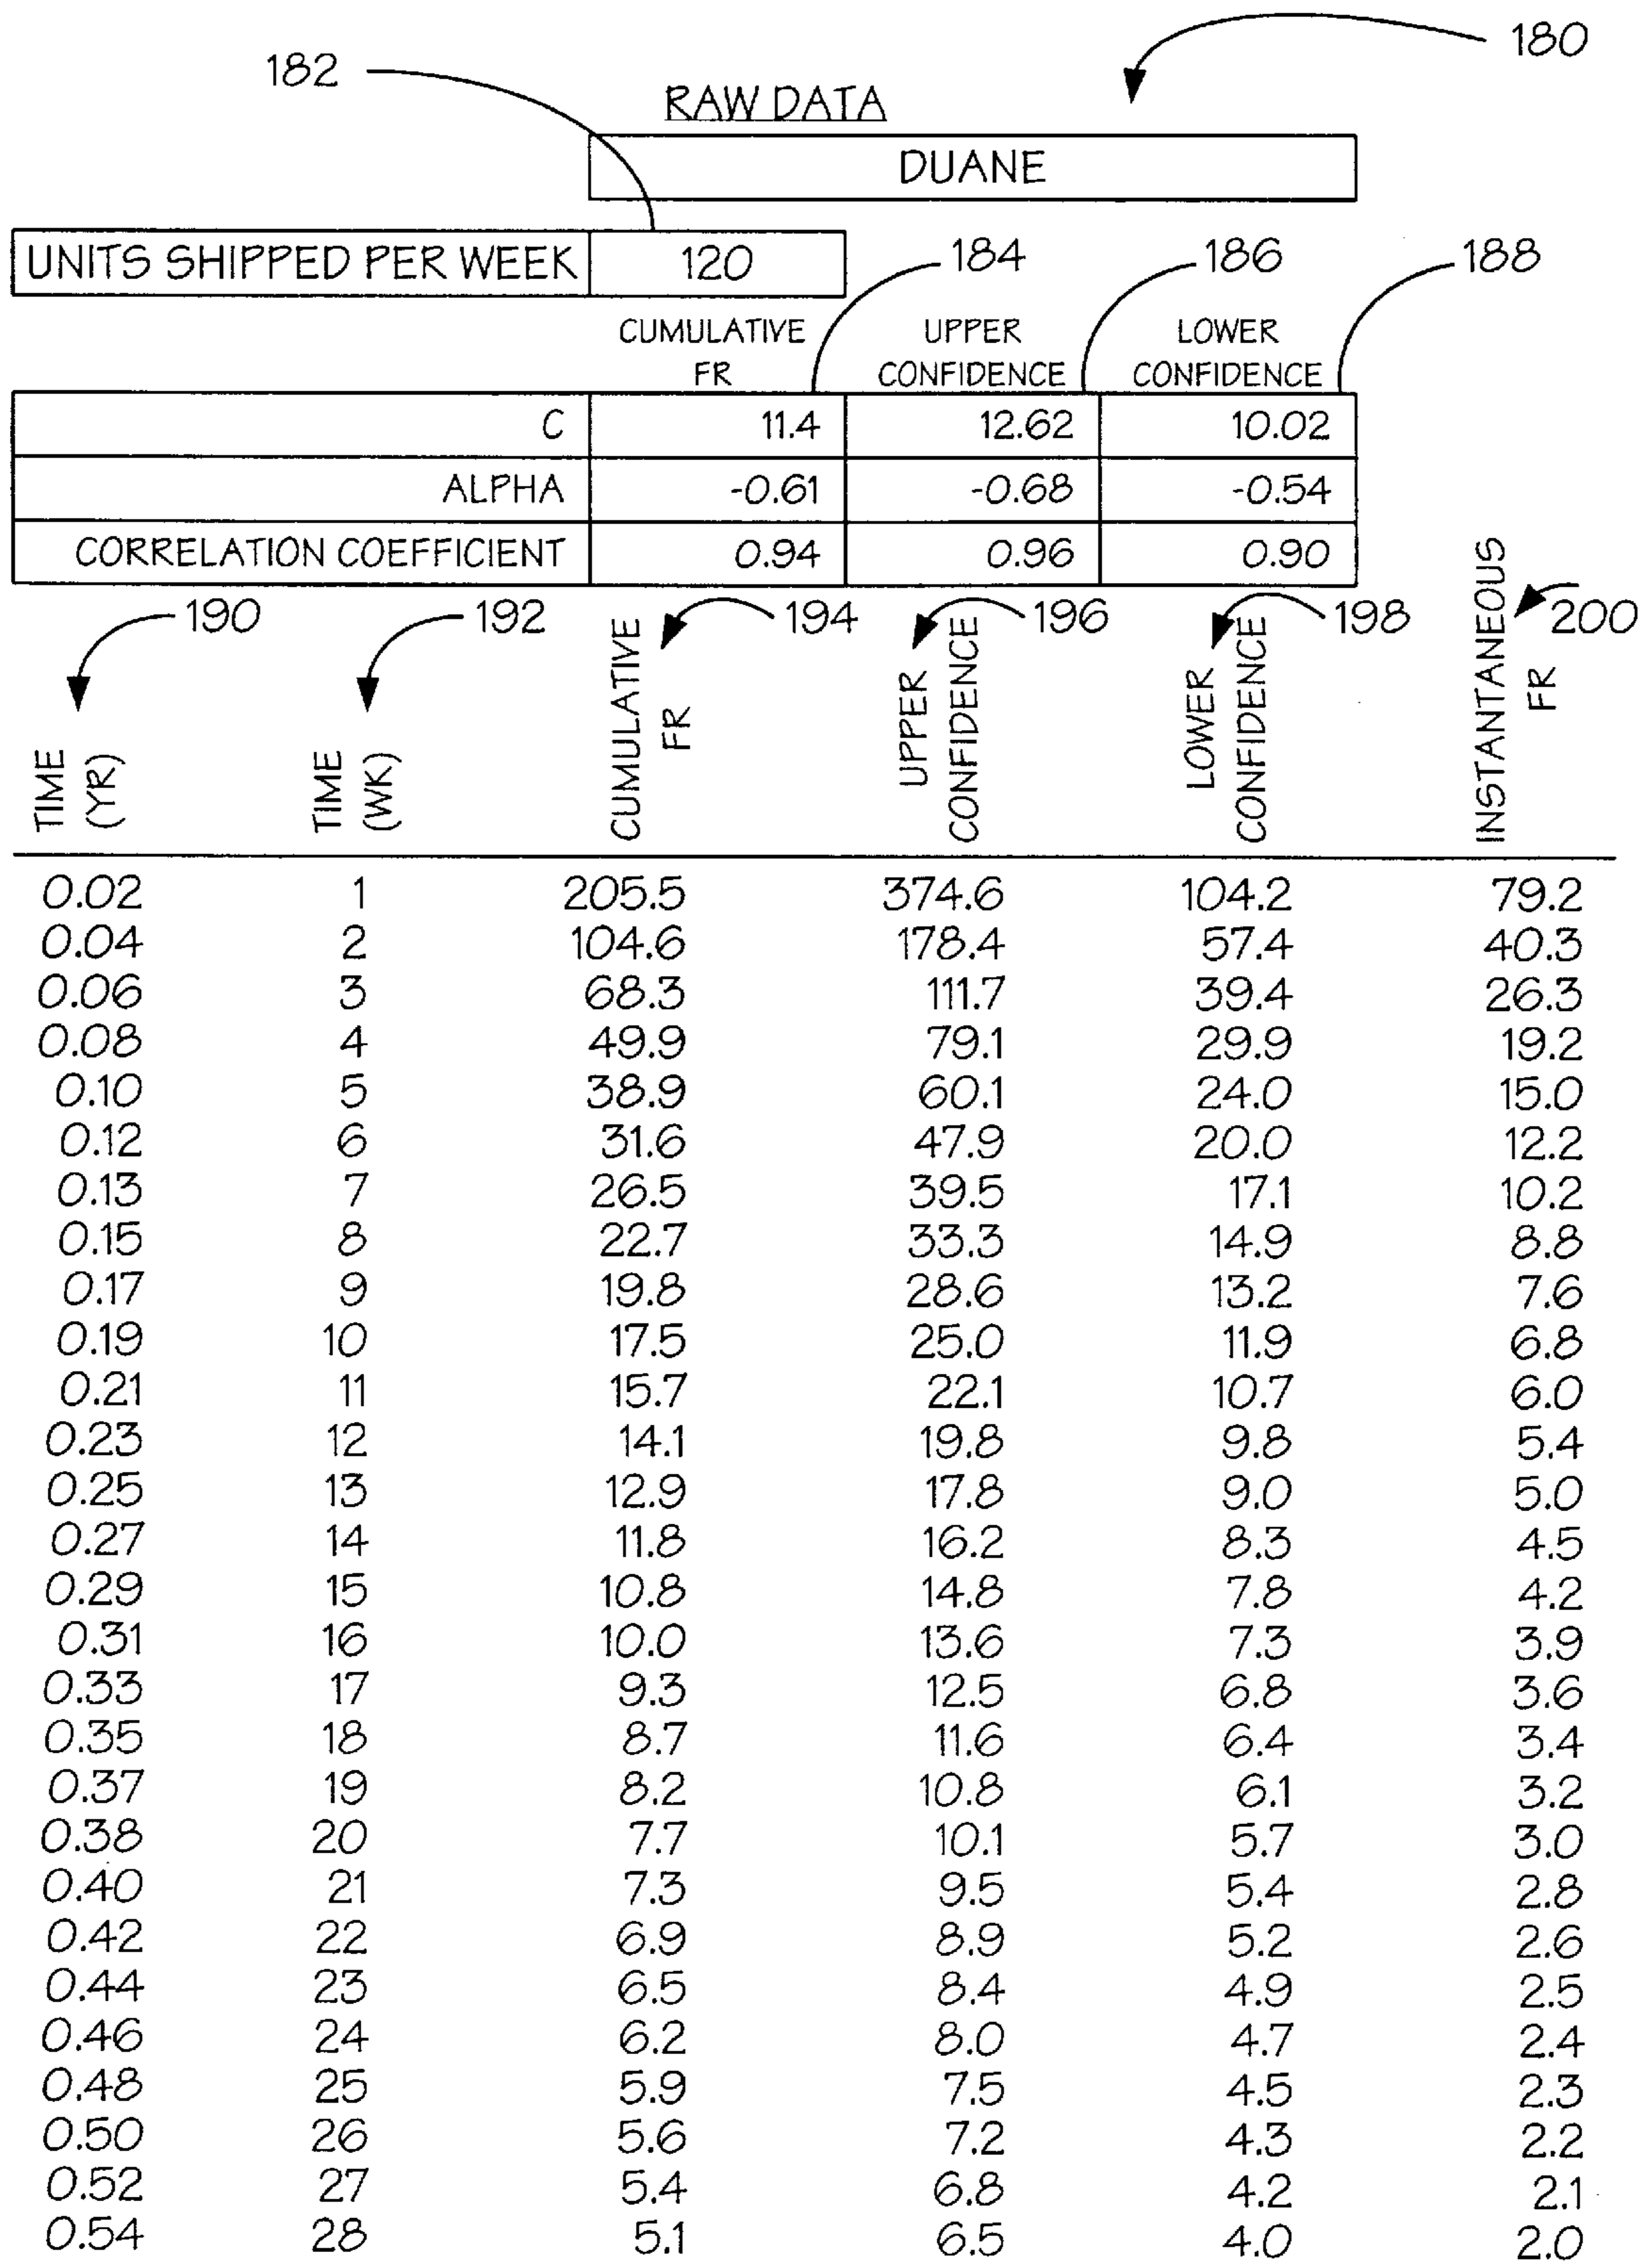 180
182
RAW DATA
DUANE
UNITS SHIPPED PER WEEK 120
184 186 188
CUMULATIVE FR UPPER CONFIDENCE LOWER CONFIDENCE
C 11.4 12.62 10.02
ALPHA -0.61 -0.68 -0.54
CORRELATION COEFFICIENT 0.94 0.96 0.90
190 192 194 196 198 200
TIME (YR) TIME (WK) CUMULATIVE FR UPPER CONFIDENCE LOWER CONFIDENCE INSTANTANEOUS FR
0.02 1 205.5 374.6 104.2 79.2
0.04 2 104.6 178.4 57.4 40.3
0.06 3 68.3 111.7 39.4 26.3
0.08 4 49.9 79.1 29.9 19.2
0.10 5 38.9 60.1 24.0 15.0
0.12 6 31.6 47.9 20.0 12.2
0.13 7 26.5 39.5 17.1 10.2
0.15 8 22.7 33.3 14.9 8.8
0.17 9 19.8 28.6 13.2 7.6
0.19 10 17.5 25.0 11.9 6.8
0.21 11 15.7 22.1 10.7 6.0
0.23 12 14.1 19.8 9.8 5.4
0.25 13 12.9 17.8 9.0 5.0
0.27 14 11.8 16.2 8.3 4.5
0.29 15 10.8 14.8 7.8 4.2
0.31 16 10.0 13.6 7.3 3.9
0.33 17 9.3 12.5 6.8 3.6
0.35 18 8.7 11.6 6.4 3.4
0.37 19 8.2 10.8 6.1 3.2
0.38 20 7.7 10.1 5.7 3.0
0.40 21 7.3 9.5 5.4 2.8
0.42 22 6.9 8.9 5.2 2.6
0.44 23 6.5 8.4 4.9 2.5
0.46 24 6.2 8.0 4.7 2.4
0.48 25 5.9 7.5 4.5 2.3
0.50 26 5.6 7.2 4.3 2.2
0.52 27 5.4 6.8 4.2 2.1
0.54 28 5.1 6.5 4.0 2.0